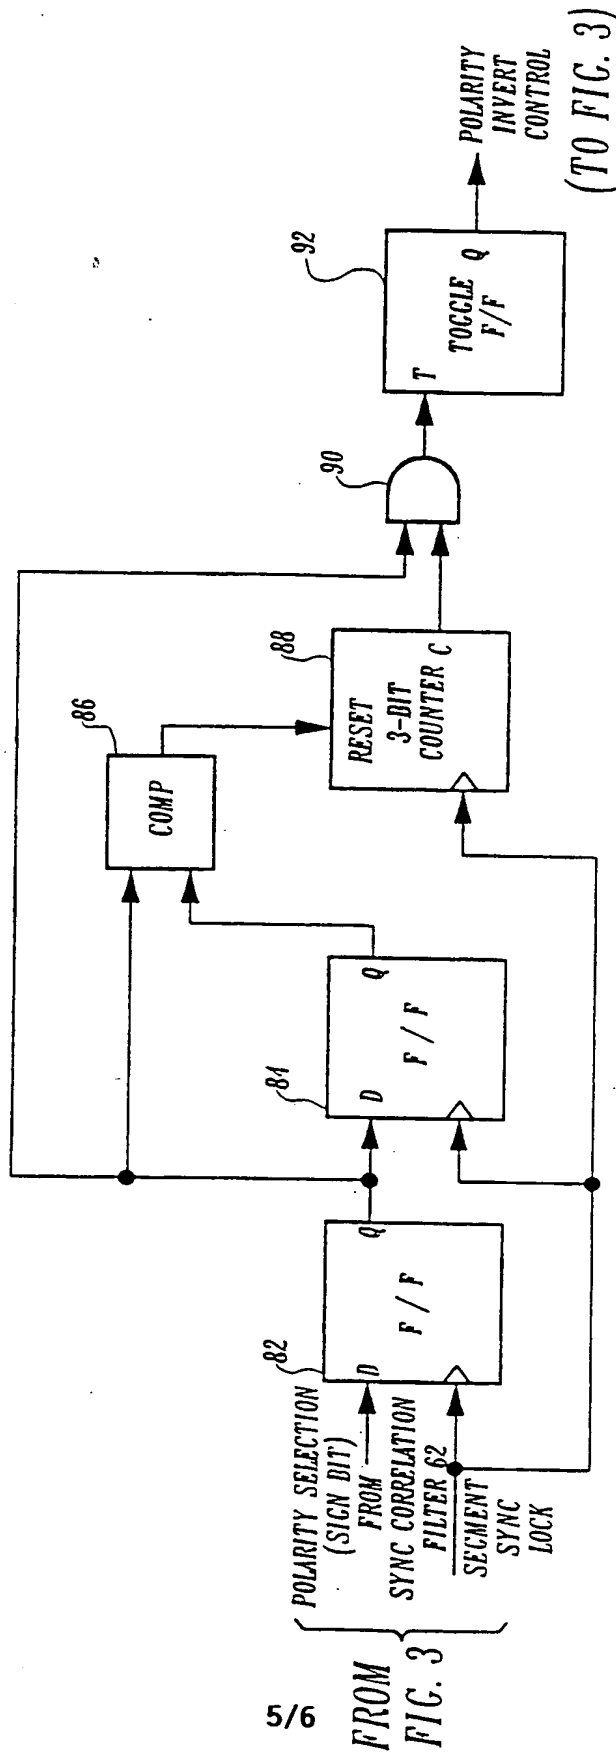 5/6
FROM
FIG. 3
POLARITY SELECTION
(SIGN BIT)
FROM
SYNC CORRELATION
FILTER 62
SEGMENT
SYNC
LOCK
82
D
Q
F/F
84
D
Q
F/F
86
COMP
88
RESET
3-BIT
COUNTER C
90
92
T
TOGGLE
F/F
Q
POLARITY
INVERT
CONTROL
(TO FIG. 3)